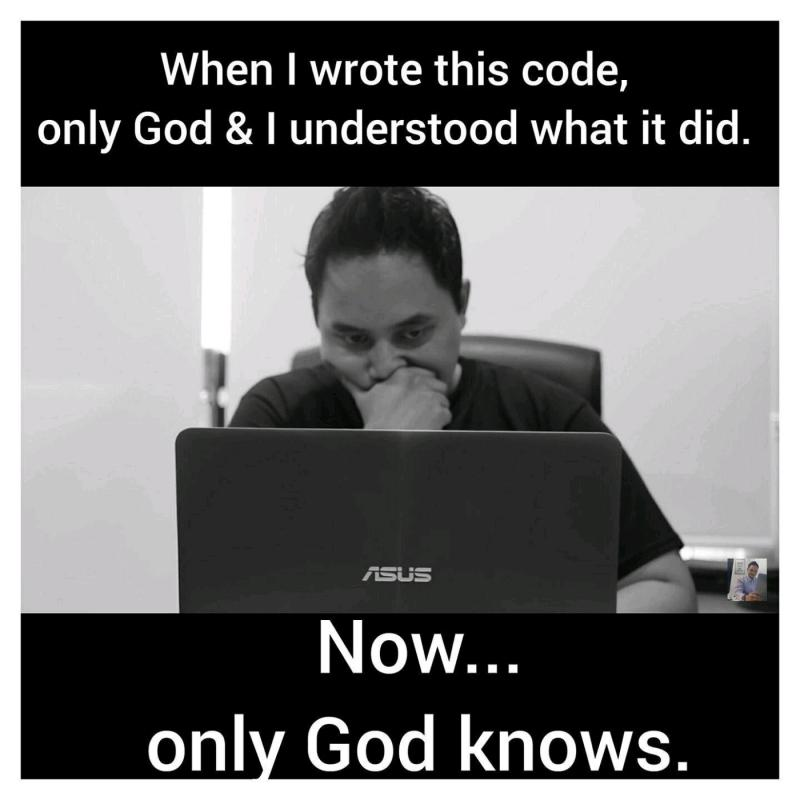 When I wrote this code,
only God & I understood what it did.
ASUS
Now...
only God knows.